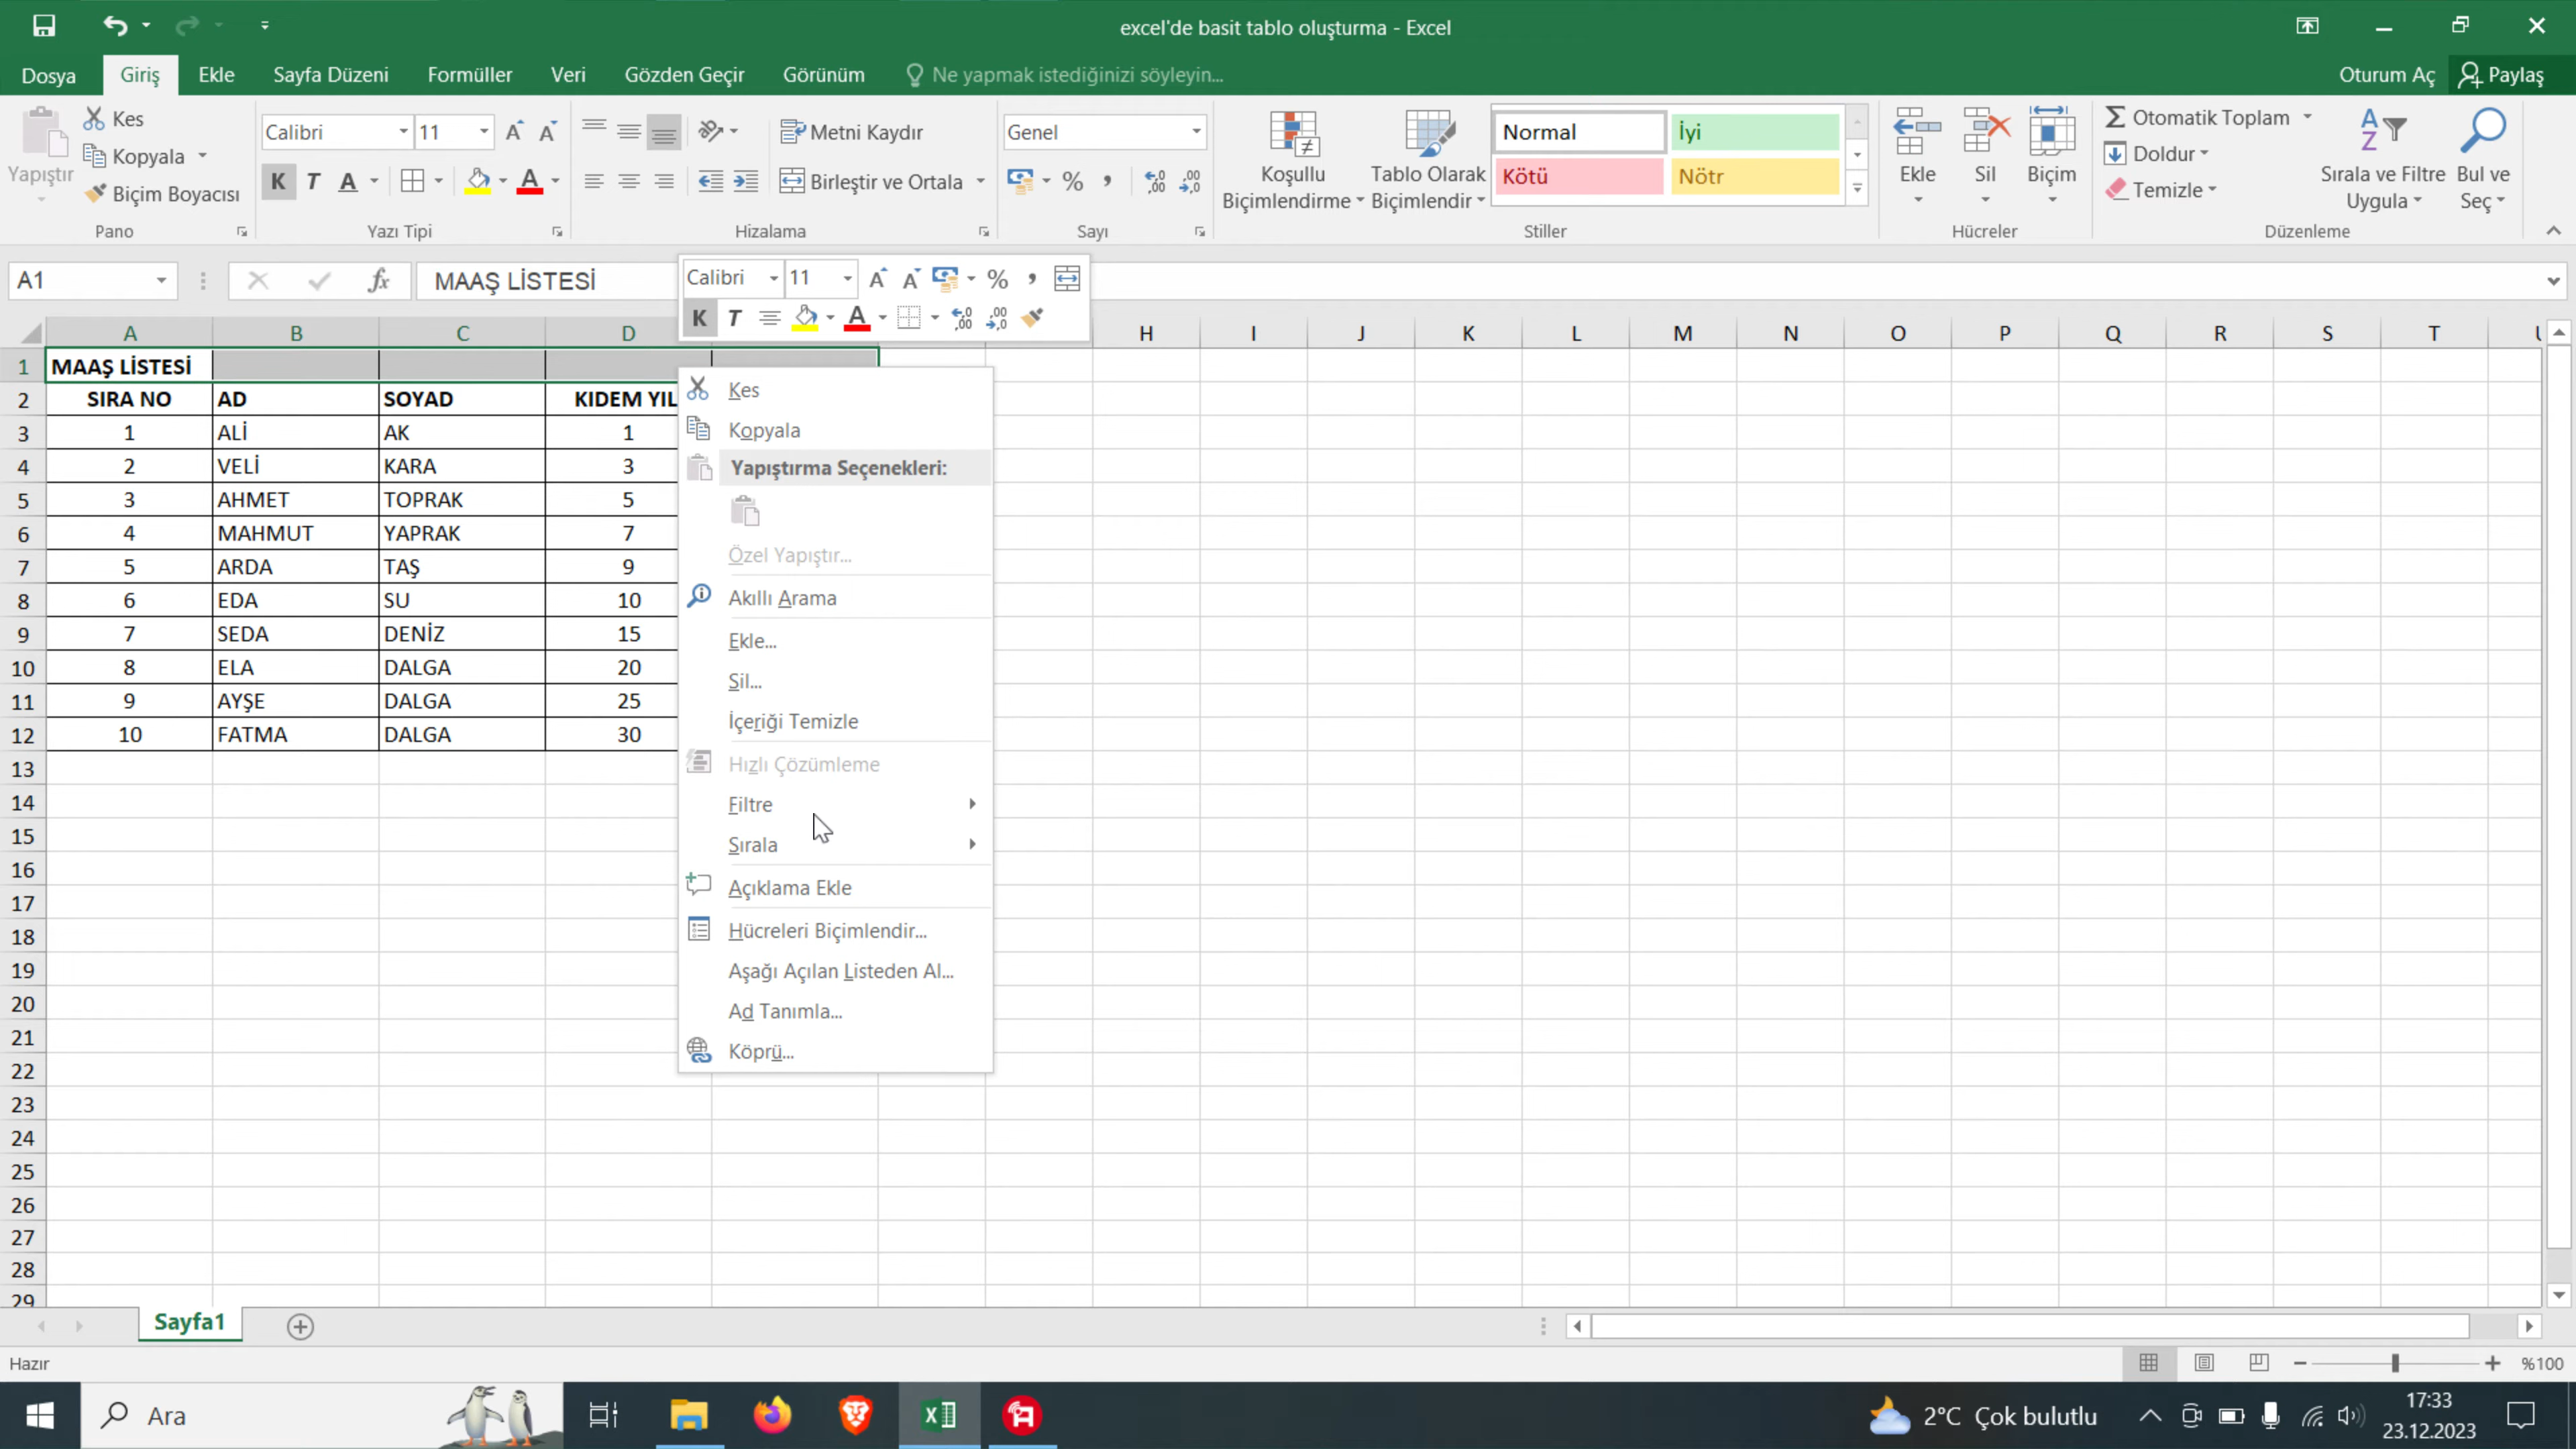 excel'de basit tablo oluşturma - Excel
Dosya Giriş Ekle Sayfa Düzeni Formüller Veri Gözden Geçir Görünüm Ne yapmak istediğinizi söyleyin... Oturum Aç Paylaş
Yapıştır Kes Kopyala Biçim Boyacısı
Pano
Calibri 11
K T A A
Yazı Tipi
Metni Kaydır
Birleştir ve Ortala
Hizalama
Genel
% ,
Sayı
Koşullu Biçimlendirme
Tablo Olarak Biçimlendir
Normal İyi
Kötü Nötr
Stiller
Ekle Sil Biçim
Hücreler
Otomatik Toplam
Doldur
Temizle
Sırala ve Filtre Uygula
Bul ve Seç
Düzenleme
A1 fx MAAŞ LİSTESİ
Calibri 11 A A % ,
K T A
A B C D H I J K L M N O P Q R S T
1 MAAŞ LİSTESİ
2 SIRA NO AD SOYAD KIDEM YIL
3 1 ALİ AK 1
4 2 VELİ KARA 3
5 3 AHMET TOPRAK 5
6 4 MAHMUT YAPRAK 7
7 5 ARDA TAŞ 9
8 6 EDA SU 10
9 7 SEDA DENİZ 15
10 8 ELA DALGA 20
11 9 AYŞE DALGA 25
12 10 FATMA DALGA 30
13
14
15
16
17
18
19
20
21
22
23
24
25
26
27
28
29
Kes
Kopyala
Yapıştırma Seçenekleri:
Özel Yapıştır...
Akıllı Arama
Ekle...
Sil...
İçeriği Temizle
Hızlı Çözümleme
Filtre
Sırala
Açıklama Ekle
Hücreleri Biçimlendir...
Aşağı Açılan Listeden Al...
Ad Tanımla...
Köprü...
Sayfa1
Hazır %100
Ara 2°C Çok bulutlu 17:33
23.12.2023